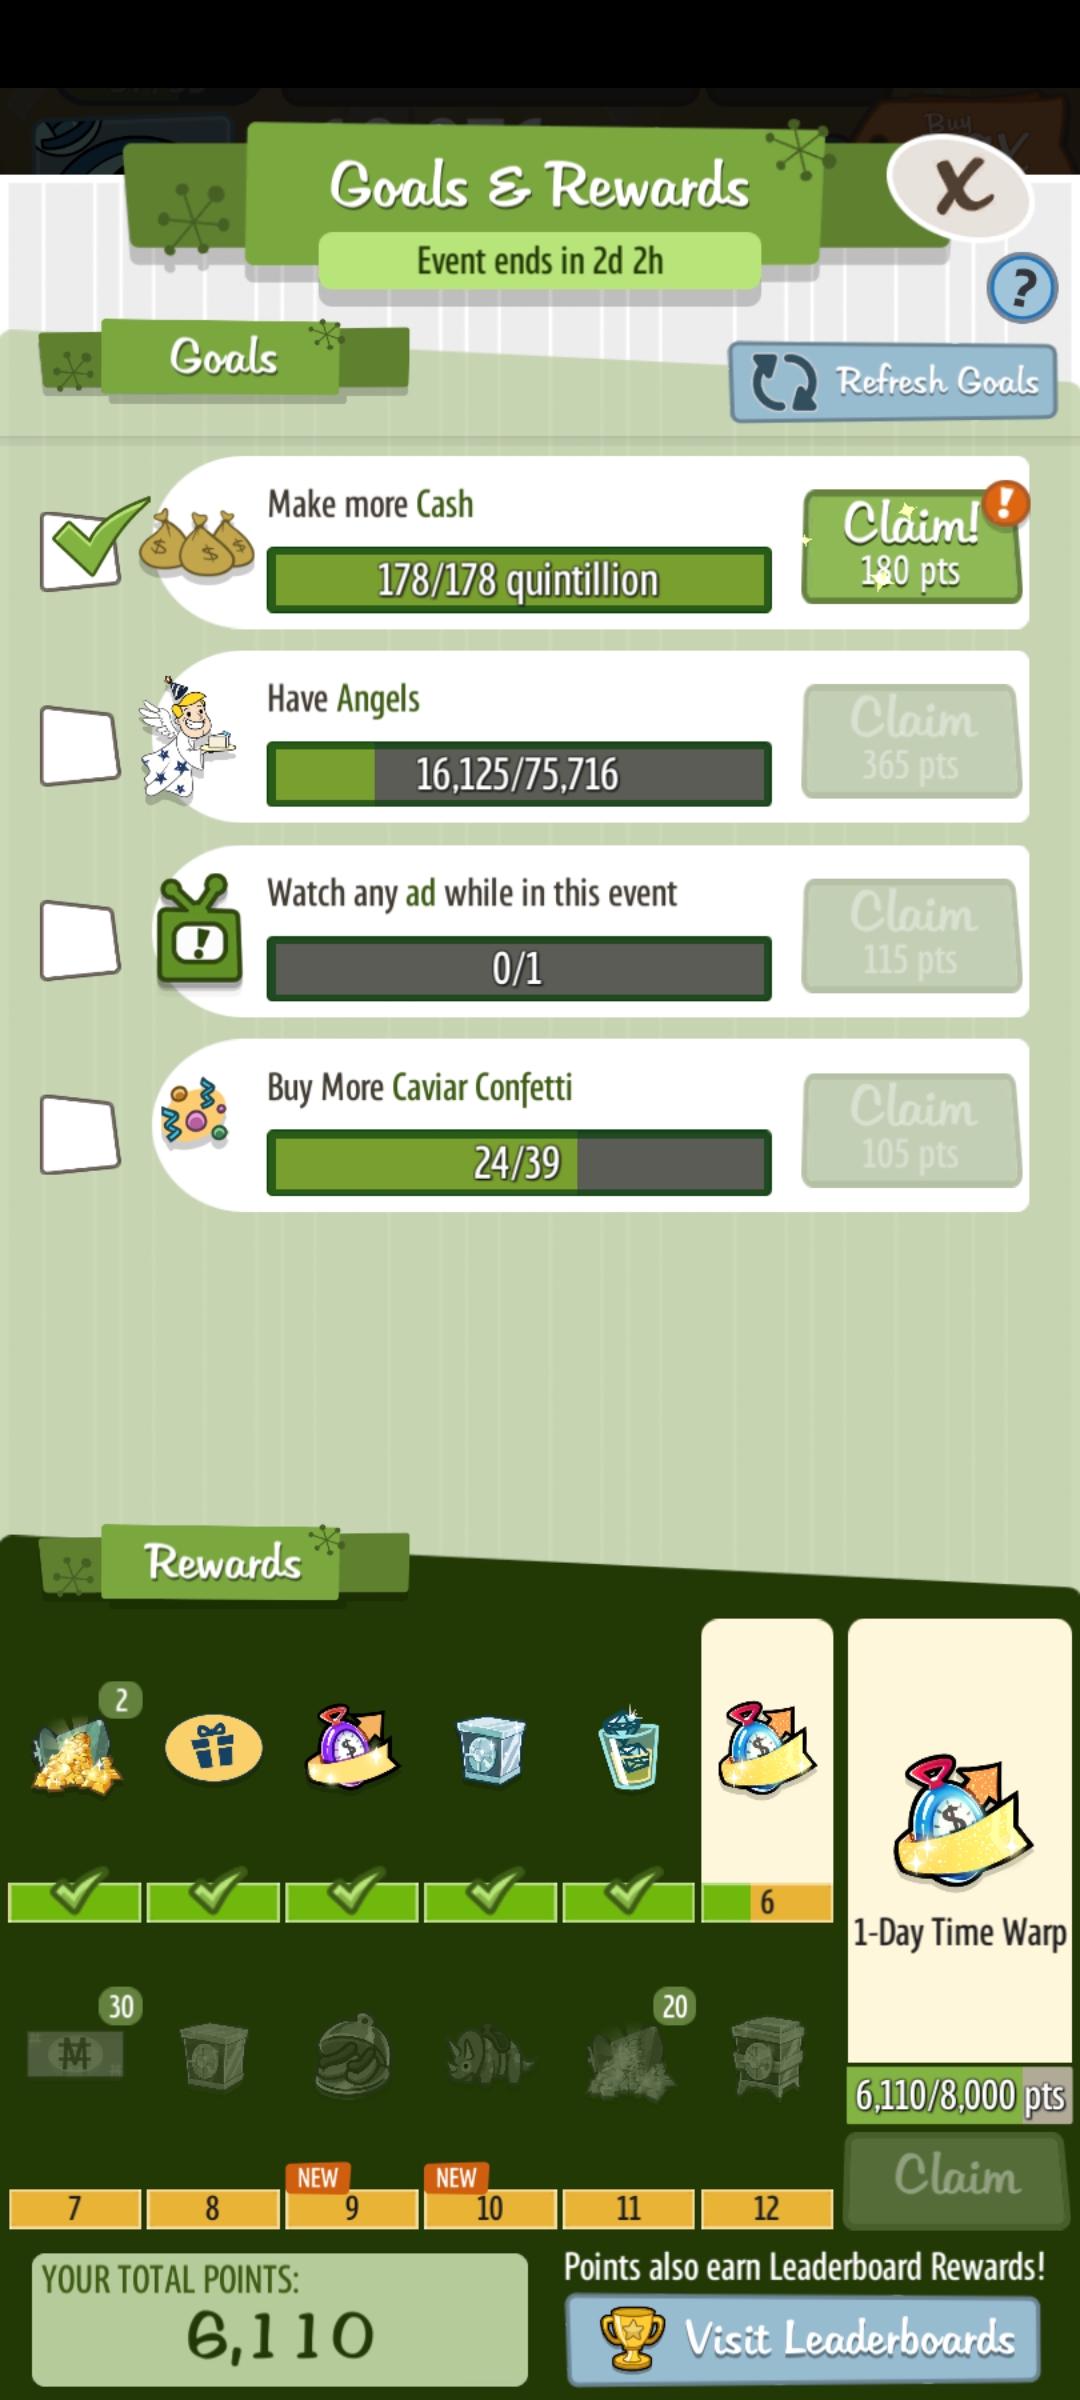 Buy
Goals & Rewards
X
Event ends in 2d 2h
?
Goals
Refresh Goals
Make more Cash
178/178 quintillion
Claim!
!
180 pts
Have Angels
16,125/75,716
Claim
365 pts
Watch any ad while in this event
0/1
Claim
115 pts
Buy More Caviar Confetti
24/39
Claim
105 pts
Rewards
2
6
1-Day Time Warp
30
20
6,110/8,000 pts
Claim
NEW
NEW
7
8
9
10
11
12
YOUR TOTAL POINTS:
6,110
Points also earn Leaderboard Rewards!
Visit Leaderboards